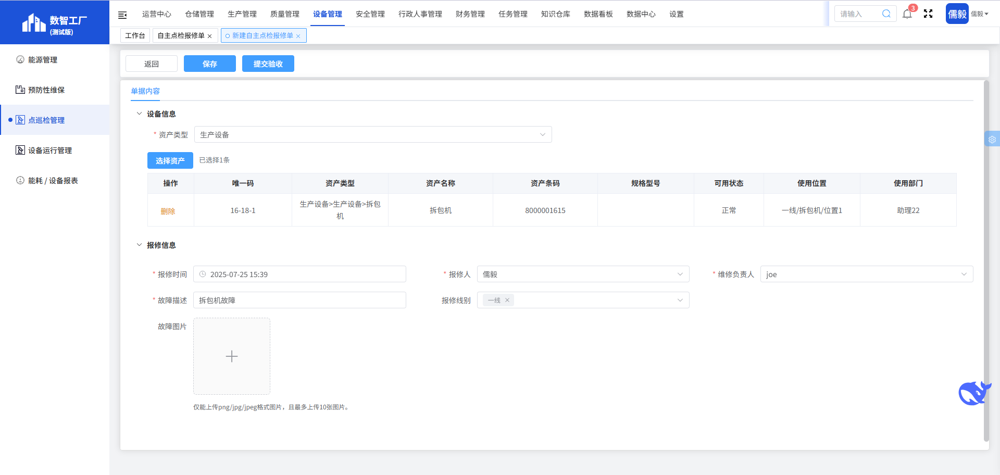 数智工厂
(测试版)
运营中心 仓储管理 生产管理 质量管理 设备管理 安全管理 行政人事管理 财务管理 任务管理 知识仓库 数据看板 数据中心 设置
请输入
3
儒毅
儒毅
工作台 自主点检报修单 新建自主点检报修单
能源管理
预防性维保
点巡检管理
设备运行管理
能耗 / 设备报表
返回 保存 提交验收
单据内容
设备信息
* 资产类型 生产设备
选择资产 已选择1条
操作 唯一码 资产类型 资产名称 资产条码 规格型号 可用状态 使用位置 使用部门
删除 16-18-1 生产设备>生产设备>拆包机 拆包机 8000001615 正常 一线/拆包机/位置1 助理22
报修信息
* 报修时间 2025-07-25 15:39 * 报修人 儒毅 * 维修负责人 joe
* 故障描述 拆包机故障 报修线别 一线
故障图片
仅能上传png/jpg/jpeg格式图片，且最多上传10张图片。